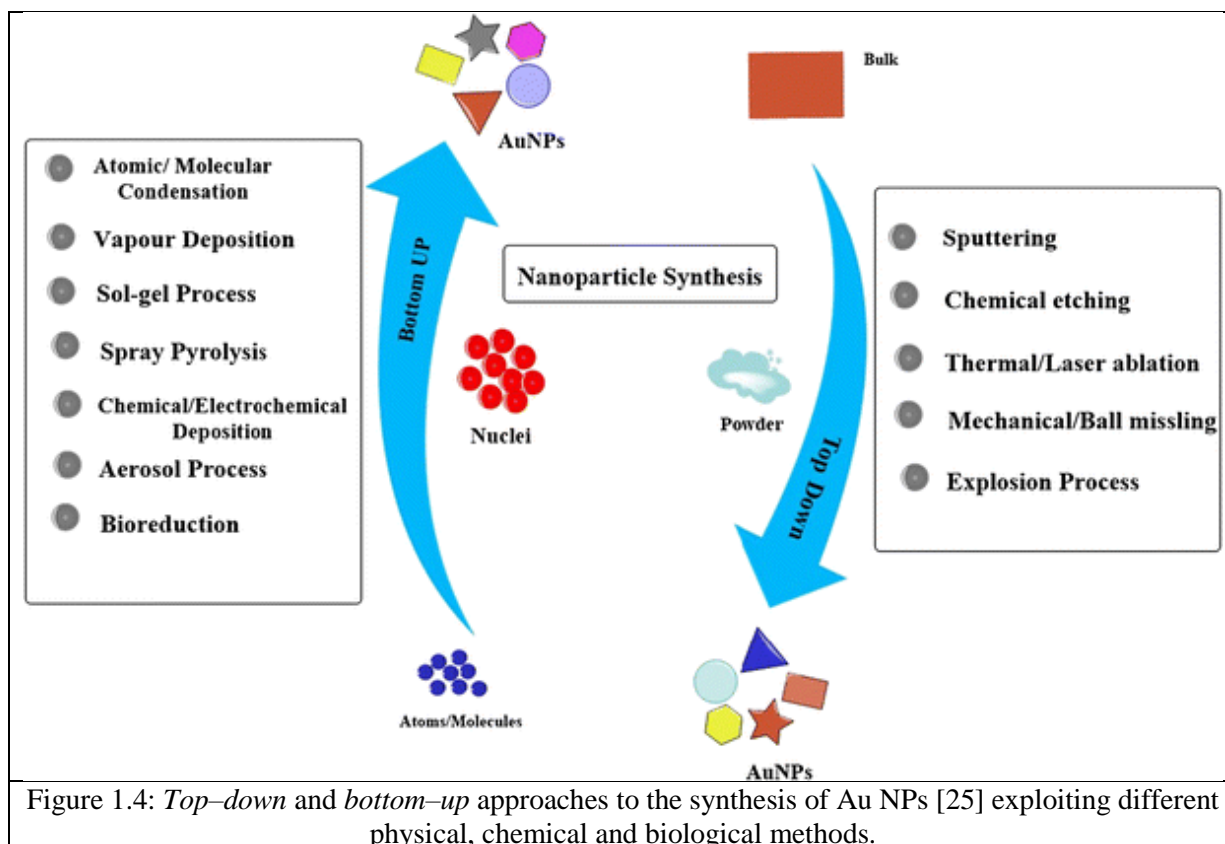 AuNPs
Bulk
Atomic/ Molecular
Condensation
Vapour Deposition
Sol-gel Process
Spray Pyrolysis
Chemical/Electrochemical
Deposition
Aerosol Process
Bioreduction
Bottom UP
Nanoparticle Synthesis
Nuclei
Powder
Top Down
Sputtering
Chemical etching
Thermal/Laser ablation
Mechanical/Ball missling
Explosion Process
Atoms/Molecules
AuNPs
Figure 1.4: Top–down and bottom–up approaches to the synthesis of Au NPs [25] exploiting different
physical, chemical and biological methods.